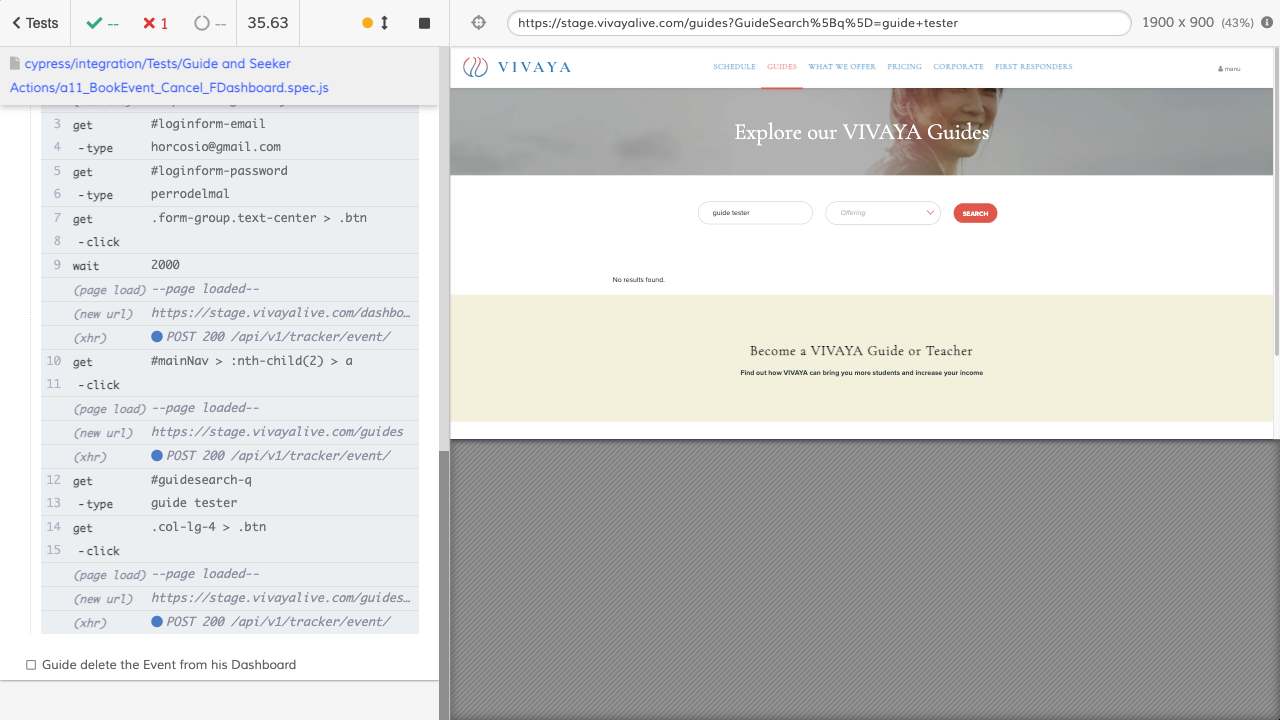 Tests
--
1
--
35.63
https://stage.vivayalive.com/guides?GuideSearch%5Bq%5D=guide+tester
1900 x 900 (43%)
cypress/integration/Tests/Guide and Seeker
Actions/a11_BookEvent_Cancel_FDashboard.spec.js
3 get #loginform-email
-type horcosio@gmail.com
5 get #loginform-password
6 -type perrodelmal
7 get .form-group.text-center > .btn
8 -click
9 wait 2000
(page load) --page loaded--
(new url) https://stage.vivayalive.com/dashbo…
(xhr) POST 200 /api/v1/tracker/event/
10 get #mainNav > :nth-child(2) > a
11 -click
(page load) --page loaded--
(new url) https://stage.vivayalive.com/guides
(xhr) POST 200 /api/v1/tracker/event/
12 get #guidesearch-q
13 -type guide tester
14 get .col-lg-4 > .btn
15 -click
(page load) --page loaded--
(new url) https://stage.vivayalive.com/guides…
(xhr) POST 200 /api/v1/tracker/event/
Guide delete the Event from his Dashboard
VIVAYA
SCHEDULE GUIDES WHAT WE OFFER PRICING CORPORATE FIRST RESPONDERS
manu
Explore our VIVAYA Guides
guide tester
Offering
SEARCH
No results found.
Become a VIVAYA Guide or Teacher
Find out how VIVAYA can bring you more students and increase your income